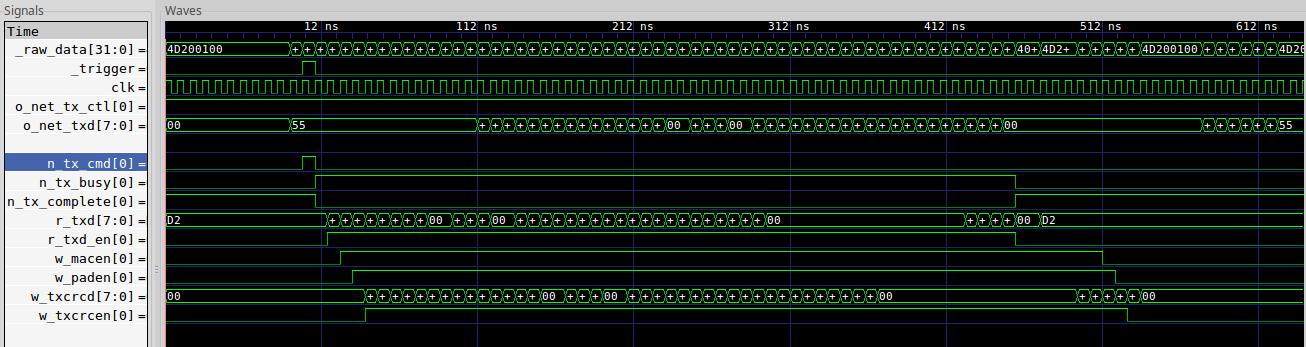 Signals
Waves
Time
12 ns 112 ns 212 ns 312 ns 412 ns 512 ns 612 ns
_raw_data[31:0] = 4D200100 + + + + + + + + + + + + + + + + + + + + + + + + + + + + + + + + + + + + + + + + + + + + + + + + + + + + + + + + + + 40+ 4D2+ + + + + + + 4D200100 + + + + + + 4D20
_trigger =
clk =
o_net_tx_ctl[0] =
o_net_txd[7:0] = 00 55 + + + + + + + + + + + + + + + 00 + + + 00 + + + + + + + + + + + + + + + + + + + + 00 + + + + + + 55
n_tx_cmd[0] =
n_tx_busy[0] =
n_tx_complete[0] =
r_txd[7:0] = D2 + + + + + + + + 00 + + + 00 + + + + + + + + + + + + + + + + + + + + 00 + + + + 00 D2
r_txd_en[0] =
w_macen[0] =
w_paden[0] =
w_txcrcd[7:0] = 00 + + + + + + + + + + + + + + 00 + + + 00 + + + + + + + + + + + + + + + + + + + + 00 + + + + + 00
w_txcrcen[0] =